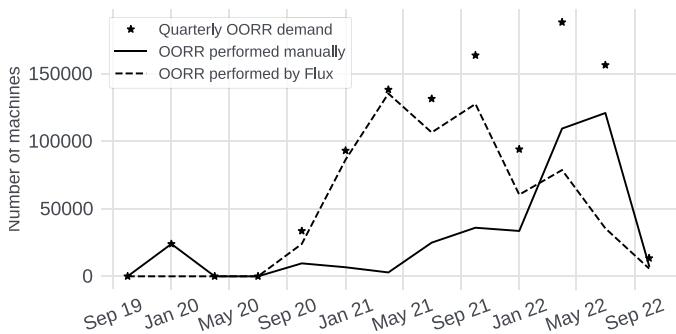 Quarterly OORR demand
OORR performed manually
OORR performed by Flux
Number of machines
150000
100000
50000
0
Sep 19 Jan 20 May 20 Sep 20 Jan 21 May 21 Sep 21 Jan 22 May 22 Sep 22